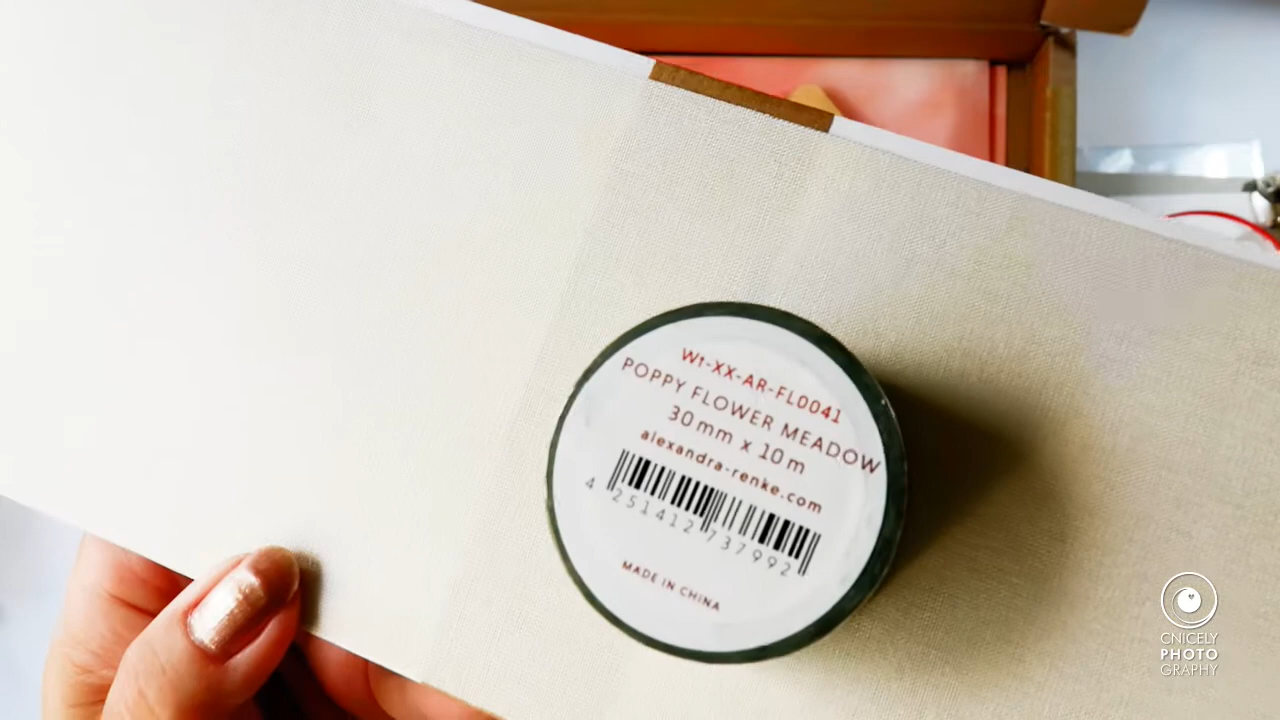 W1-XX-AR-FL0041
POPPY FLOWER MEADOW
30 mm x 10 m
alexandra-renke.com
4 251412 737992
MADE IN CHINA
CNICELY
PHOTO
GRAPHY